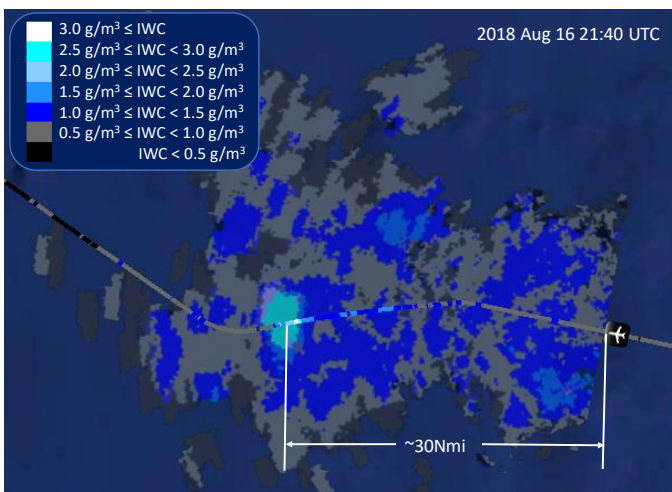 3.0 g/m³ ≤ IWC
2.5 g/m³ ≤ IWC < 3.0 g/m³
2.0 g/m³ ≤ IWC < 2.5 g/m³
1.5 g/m³ ≤ IWC < 2.0 g/m³
1.0 g/m³ ≤ IWC < 1.5 g/m³
0.5 g/m³ ≤ IWC < 1.0 g/m³
IWC < 0.5 g/m³
2018 Aug 16 21:40 UTC
~30Nmi